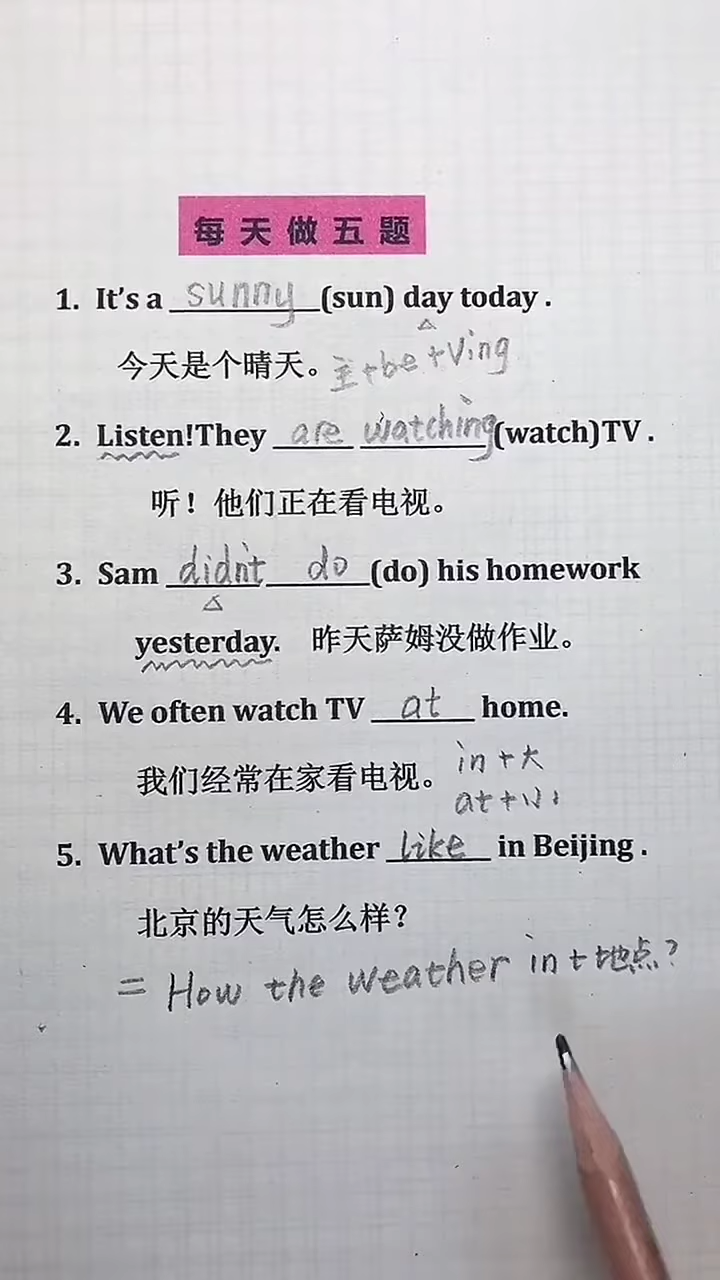 每天做五题
1. It's a sunny (sun) day today .
今天是个晴天。主+be+Ving
2. Listen!They are watching(watch)TV .
听！他们正在看电视。
3. Sam didn't do (do) his homework
yesterday. 昨天萨姆没做作业。
4. We often watch TV at home.
我们经常在家看电视。in+大
at+小
5. What's the weather like in Beijing .
北京的天气怎么样？
= How the weather in+地点？